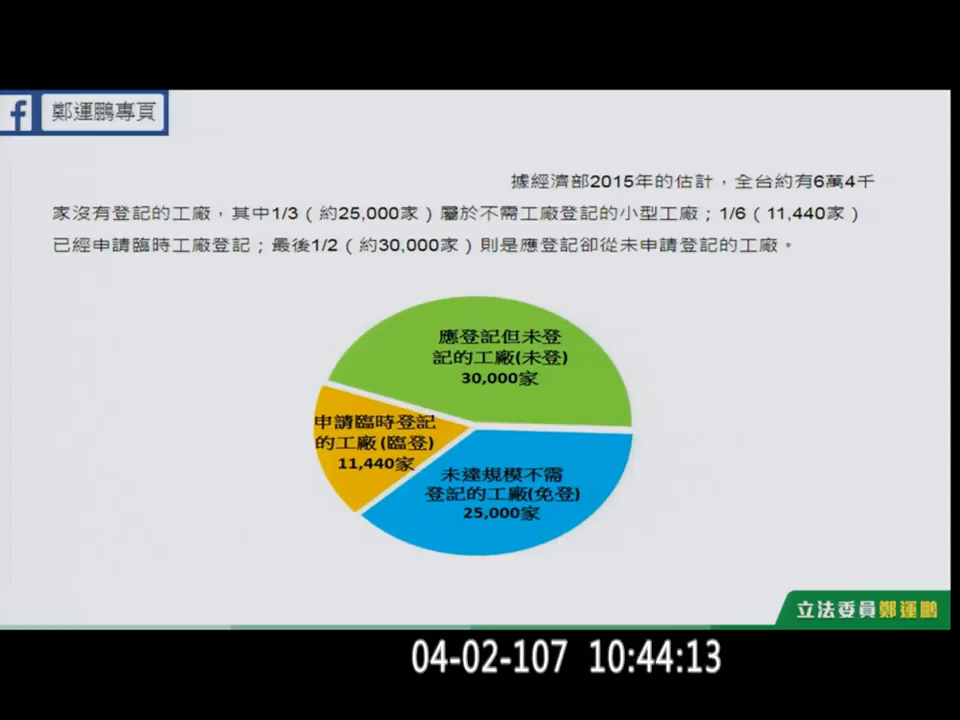 鄭運鵬專頁
據經濟部2015年的估計，全台約有6萬4千
家沒有登記的工廠，其中1/3（約25,000家）屬於不需工廠登記的小型工廠；1/6（11,440家）
已經申請臨時工廠登記；最後1/2（約30,000家）則是應登記卻從未申請登記的工廠。
應登記但未登
記的工廠(未登)
30,000家
申請臨時登記
的工廠(臨登)
11,440家
未達規模不需
登記的工廠(免登)
25,000家
立法委員鄭運鵬
04-02-107 10:44:13